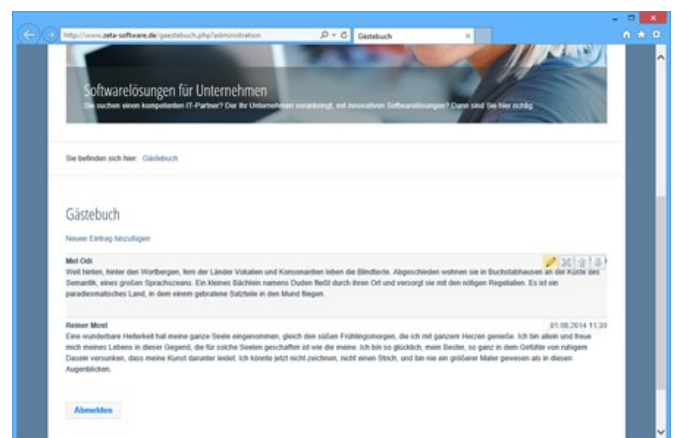 http://www.zeta-software.de/gaestebuch.php?administration
Gästebuch
Softwarelösungen für Unternehmen
Sie suchen einen kompetenten IT-Partner? Der Ihr Unternehmen voranbringt, mit innovativen Softwarelösungen? Dann sind Sie hier richtig.
Sie befinden sich hier: Gästebuch
Gästebuch
Neuen Eintrag hinzufügen
Mel Odi
Weit hinten, hinter den Wortbergen, fern der Länder Vokalien und Konsonantien leben die Blindtexte. Abgeschieden wohnen sie in Buchstabhausen an der Küste des
Semantik, eines großen Sprachozeans. Ein kleines Bächlein namens Duden fließt durch ihren Ort und versorgt sie mit den nötigen Regelialien. Es ist ein
paradiesmatisches Land, in dem einem gebratene Satzteile in den Mund fliegen.
Reiner Most
01.08.2014 11:30
Eine wunderbare Heiterkeit hat meine ganze Seele eingenommen, gleich den süßen Frühlingsmorgen, die ich mit ganzem Herzen genieße. Ich bin allein und freue
mich meines Lebens in dieser Gegend, die für solche Seelen geschaffen ist wie die meine. Ich bin so glücklich, mein Bester, so ganz in dem Gefühle von ruhigem
Dasein versunken, dass meine Kunst darunter leidet. Ich könnte jetzt nicht zeichnen, nicht einen Strich, und bin nie ein größerer Maler gewesen als in diesen
Augenblicken.
Abmelden